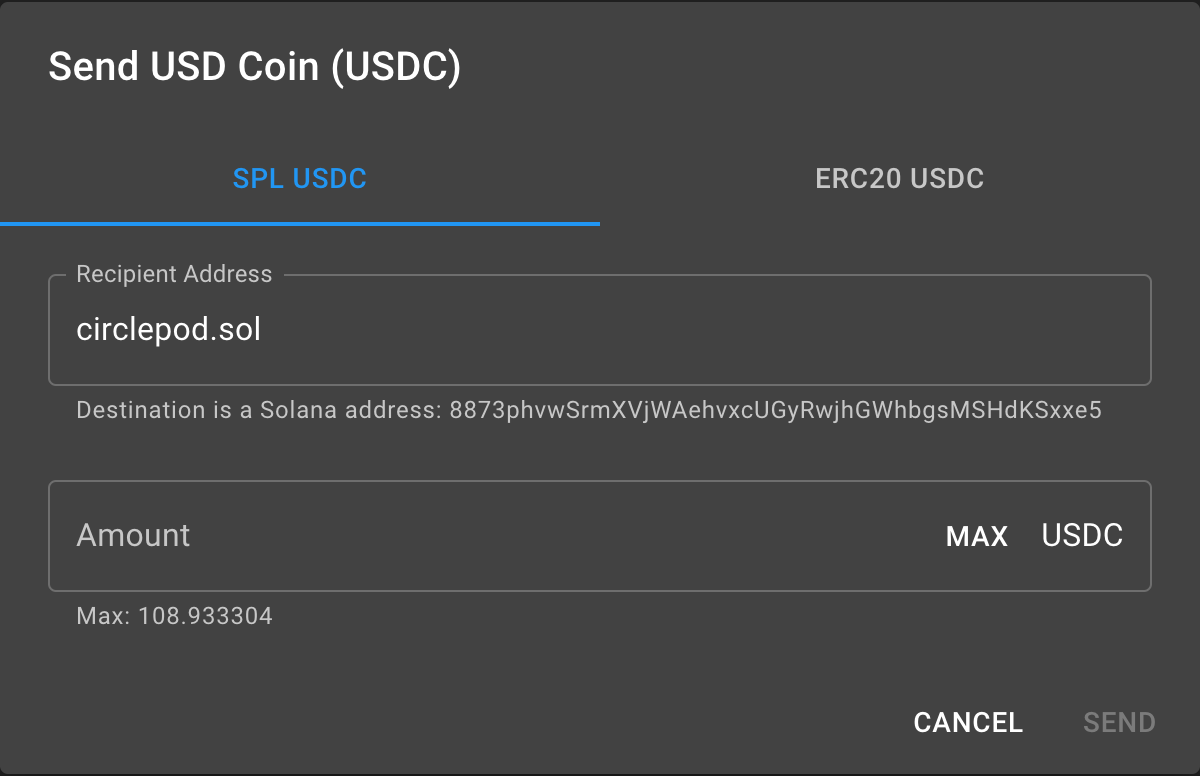 Send USD Coin (USDC)
SPL USDC
ERC20 USDC
Recipient Address
circlepod.sol
Destination is a Solana address: 8873phvwSrmXVjWAehvxcUGyRwjhGWhbgsMSHdKSxxe5
Amount
MAX
USDC
Max: 108.933304
CANCEL
SEND